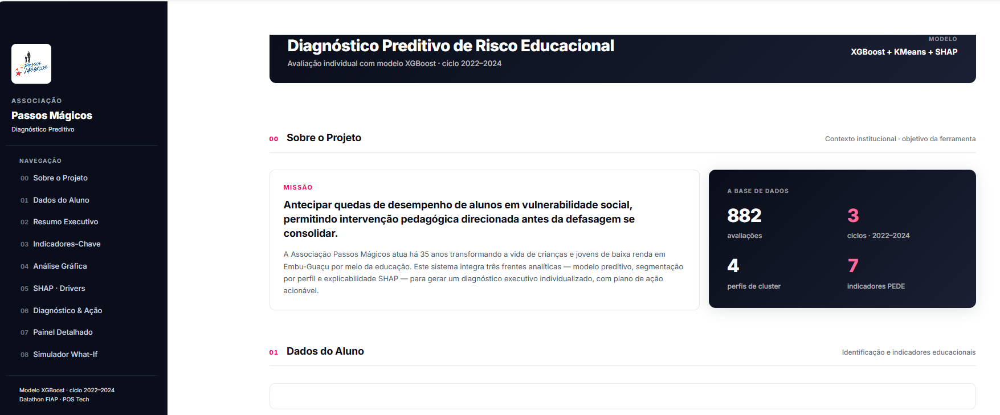 PASSOS
MÁGICOS
ASSOCIAÇÃO
Passos Mágicos
Diagnóstico Preditivo
NAVEGAÇÃO
00 Sobre o Projeto
01 Dados do Aluno
02 Resumo Executivo
03 Indicadores-Chave
04 Análise Gráfica
05 SHAP · Drivers
06 Diagnóstico & Ação
07 Painel Detalhado
08 Simulador What-If
Modelo XGBoost · ciclo 2022–2024
Datathon FIAP · POS Tech
Diagnóstico Preditivo de Risco Educacional
Avaliação individual com modelo XGBoost · ciclo 2022–2024
MODELO
XGBoost + KMeans + SHAP
00 Sobre o Projeto
Contexto institucional · objetivo da ferramenta
MISSÃO
Antecipar quedas de desempenho de alunos em vulnerabilidade social,
permitindo intervenção pedagógica direcionada antes da defasagem se
consolidar.
A Associação Passos Mágicos atua há 35 anos transformando a vida de crianças e jovens de baixa renda em
Embu-Guaçu por meio da educação. Este sistema integra três frentes analíticas — modelo preditivo, segmentação
por perfil e explicabilidade SHAP — para gerar um diagnóstico executivo individualizado, com plano de ação
acionável.
A BASE DE DADOS
882
avaliações
3
ciclos · 2022–2024
4
perfis de cluster
7
indicadores PEDE
01 Dados do Aluno
Identificação e indicadores educacionais